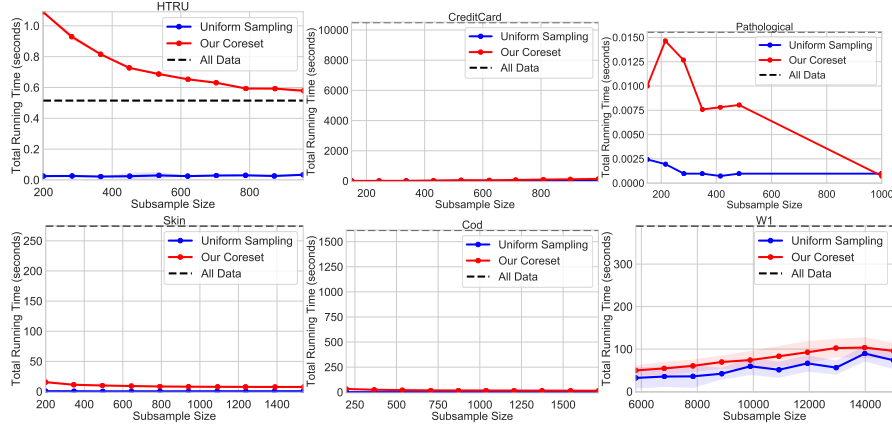 HTRU
Total Running Time (seconds)
1.0
0.8
0.6
0.4
0.2
0.0
200
400
600
800
Subsample Size
Uniform Sampling
Our Coreset
All Data
CreditCard
Total Running Time (seconds)
10000
8000
6000
4000
2000
0
200
400
600
800
Subsample Size
Uniform Sampling
Our Coreset
All Data
Pathological
Total Running Time (seconds)
0.0150
0.0125
0.0100
0.0075
0.0050
0.0025
0.0000
200
400
600
800
1000
Subsample Size
Uniform Sampling
Our Coreset
All Data
Skin
Total Running Time (seconds)
250
200
150
100
50
0
200
400
600
800
1000
1200
1400
Subsample Size
Uniform Sampling
Our Coreset
All Data
Cod
Total Running Time (seconds)
1500
1250
1000
750
500
250
0
250
500
750
1000
1250
1500
Subsample Size
Uniform Sampling
Our Coreset
All Data
W1
Total Running Time (seconds)
300
200
100
0
6000
8000
10000
12000
14000
Subsample Size
Uniform Sampling
Our Coreset
All Data